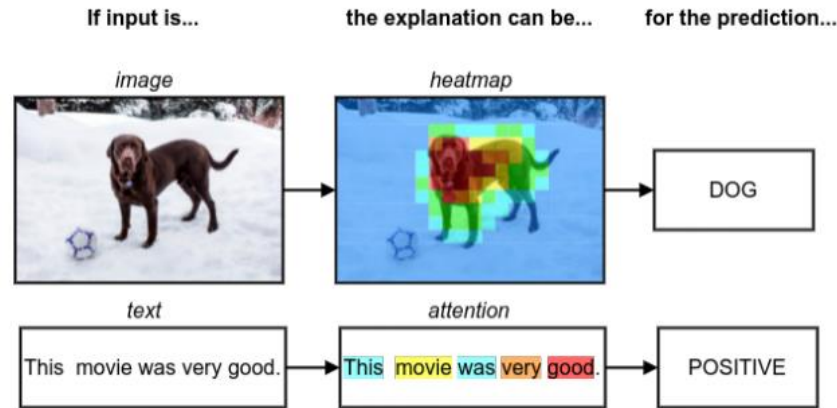 If input is... the explanation can be... for the prediction...
image heatmap
DOG
text attention
This movie was very good. This movie was very good. POSITIVE